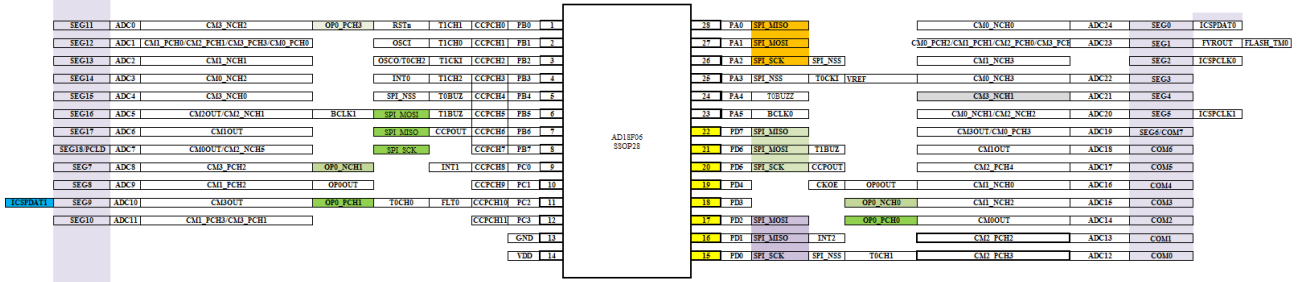 SEG11 ADC0 CM3_NCH2 OP0_PCH3 RSTn T1CH1 CCPCH0 PB0 1 28 PA0 SPI_MISO CM0_NCH0 ADC24 SEG0 ICSPDAT0
SEG12 ADC1 CM1_PCH0/CM2_PCH1/CM3_PCH3/CM0_PCH0 OSCI T1CH0 CCPCH1 PB1 2 27 PA1 SPI_MOSI CM0_PCH2/CM1_PCH1/CM2_PCH0/CM3_PCH ADC23 SEG1 FVROUT FLASH_TM0
SEG13 ADC2 CM1_NCH1 OSCO/T0CH2 T1CKI CCPCH2 PB2 3 26 PA2 SPI_SCK SPI_NSS CM1_NCH3 SEG2 ICSPCLK0
SEG14 ADC3 CM0_NCH2 INT0 T1CH2 CCPCH3 PB3 4 25 PA3 SPI_NSS T0CKI VREF CM0_NCH3 ADC22 SEG3
SEG15 ADC4 CM3_NCH0 SPI_NSS T0BUZ CCPCH4 PB4 5 24 PA4 T0BUZZ CM3_NCH1 ADC21 SEG4
SEG16 ADC5 CM2OUT/CM2_NCH1 BCLK1 SPI_MOSI T1BUZ CCPCH5 PB5 6 23 PA5 BCLK0 CM0_NCH1/CM2_NCH2 ADC20 SEG5 ICSPCLK1
SEG17 ADC6 CM1OUT SPI_MISO CCPOUT CCPCH6 PB6 7 22 PD7 SPI_MISO CM3OUT/CM0_PCH3 ADC19 SEG6/COM7
AD18F06
SSOP28
SEG18/PCLD ADC7 CM0OUT/CM2_NCH5 SPI_SCK CCPCH7 PB7 8 21 PD6 SPI_MOSI T1BUZ CM1OUT ADC18 COM6
SEG7 ADC8 CM3_PCH2 OP0_NCH1 INT1 CCPCH8 PC0 9 20 PD5 SPI_SCK CCPOUT CM2_PCH4 ADC17 COM5
SEG8 ADC9 CM1_PCH2 OP0OUT CCPCH9 PC1 10 19 PD4 CKOE OP0OUT CM1_NCH0 ADC16 COM4
ICSPDAT1 SEG9 ADC10 CM3OUT OP0_PCH1 T0CH0 FLT0 CCPCH10 PC2 11 18 PD3 OP0_NCH0 CM1_NCH2 ADC15 COM3
SEG10 ADC11 CM1_PCH3/CM3_PCH1 CCPCH11 PC3 12 17 PD2 SPI_MOSI OP0_PCH0 CM0OUT ADC14 COM2
GND 13 16 PD1 SPI_MISO INT2 CM2_PCH2 ADC13 COM1
VDD 14 15 PD0 SPI_SCK SPI_NSS T0CH1 CM2_PCH3 ADC12 COM0